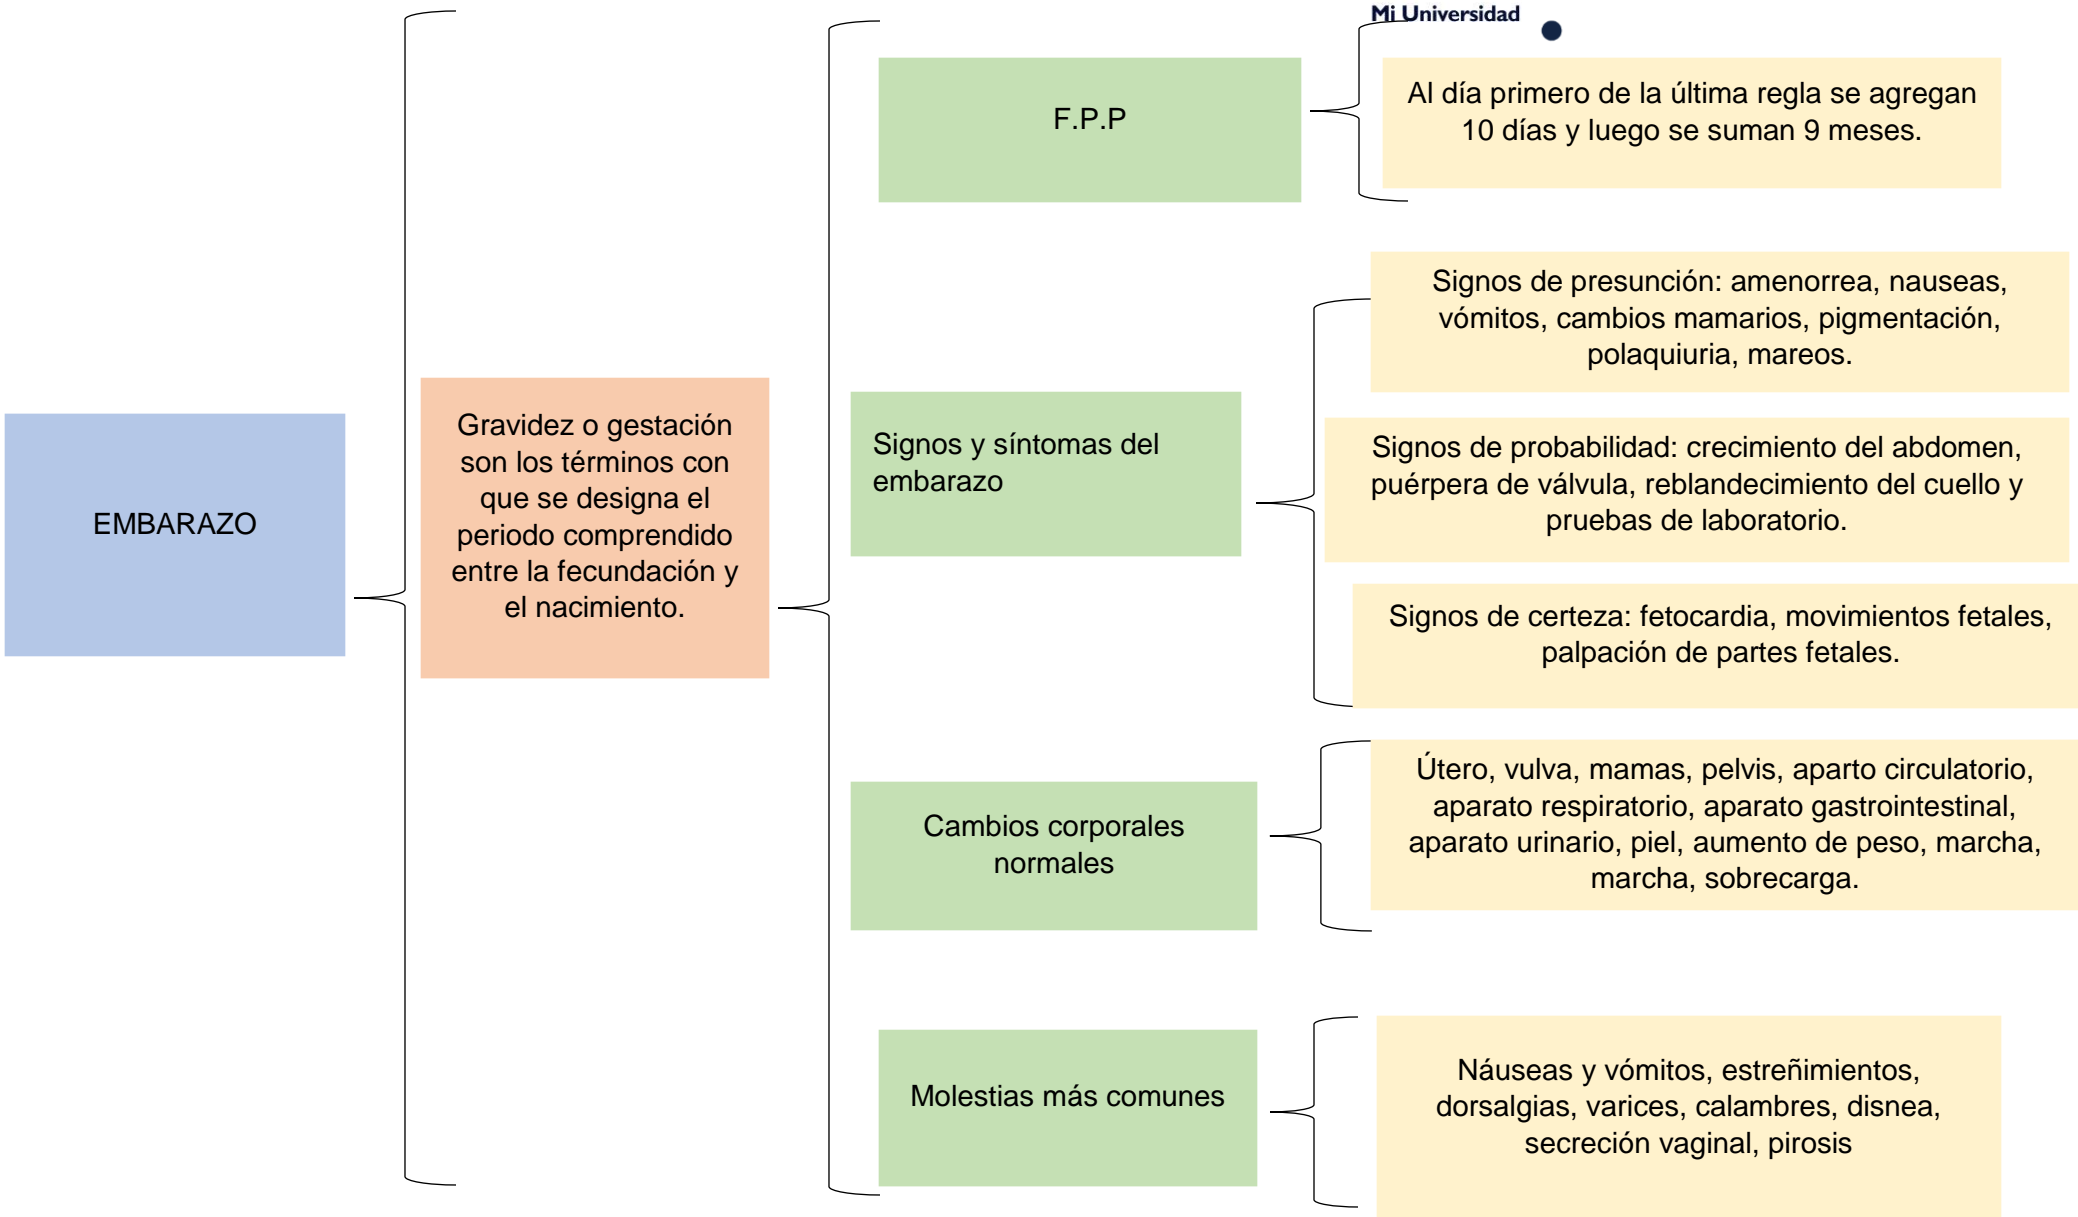 Mi Universidad
EMBARAZO
Gravidez o gestación
son los términos con
que se designa el
periodo comprendido
entre la fecundación y
el nacimiento.
F.P.P
Al día primero de la última regla se agregan
10 días y luego se suman 9 meses.
Signos y síntomas del
embarazo
Signos de presunción: amenorrea, nauseas,
vómitos, cambios mamarios, pigmentación,
polaquiuria, mareos.
Signos de probabilidad: crecimiento del abdomen,
puérpera de válvula, reblandecimiento del cuello y
pruebas de laboratorio.
Signos de certeza: fetocardia, movimientos fetales,
palpación de partes fetales.
Cambios corporales
normales
Útero, vulva, mamas, pelvis, aparto circulatorio,
aparato respiratorio, aparato gastrointestinal,
aparato urinario, piel, aumento de peso, marcha,
marcha, sobrecarga.
Molestias más comunes
Náuseas y vómitos, estreñimientos,
dorsalgias, varices, calambres, disnea,
secreción vaginal, pirosis